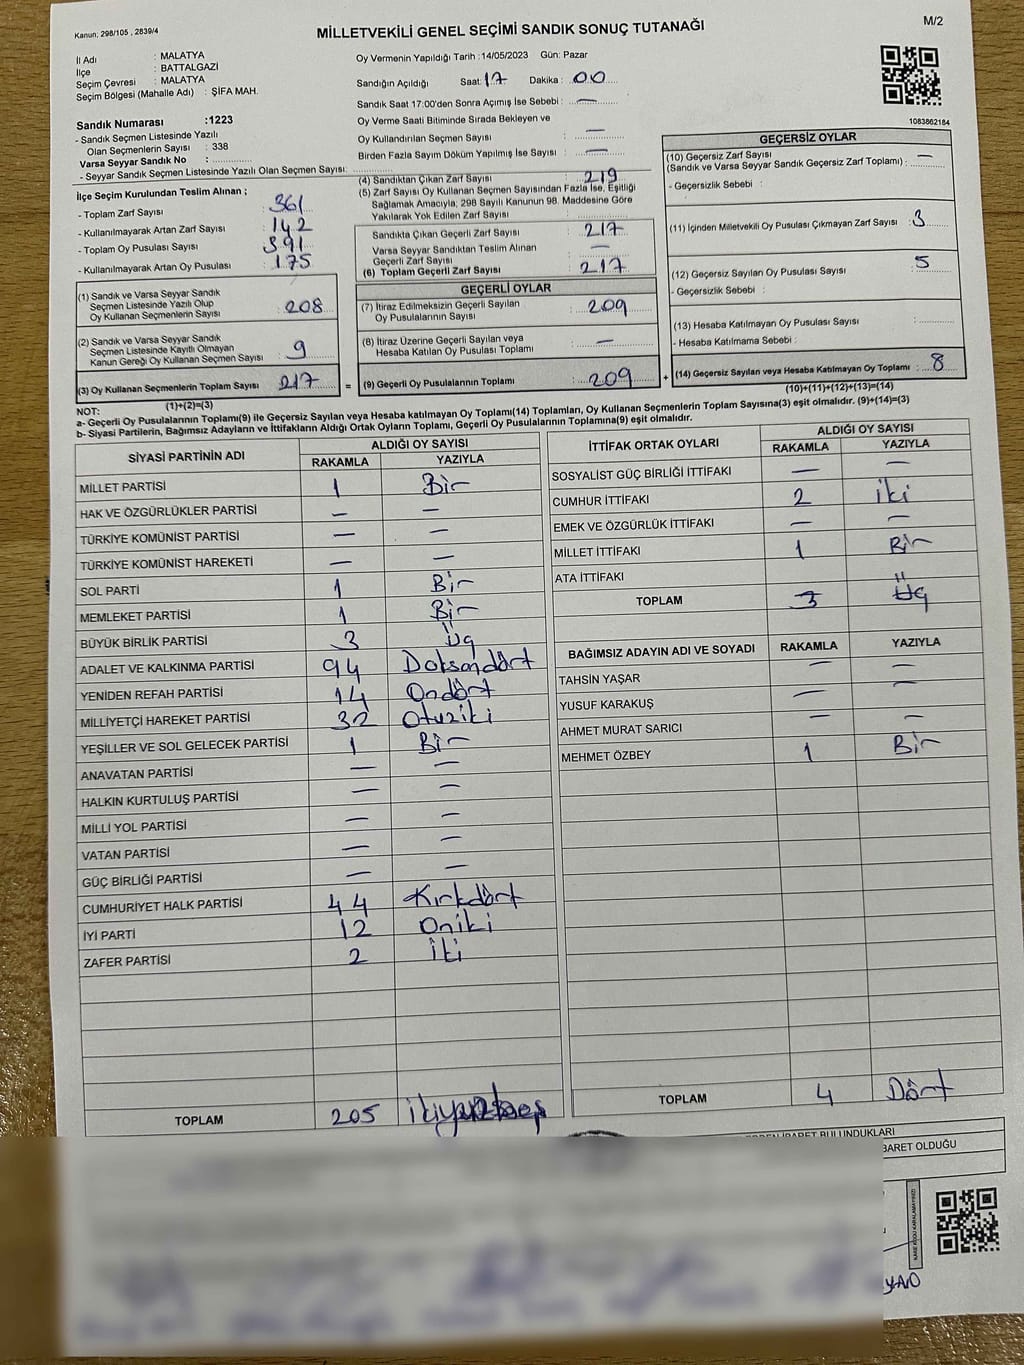 Kanun; 298/105 , 2839/4
MİLLETVEKİLİ GENEL SEÇİMİ SANDIK SONUÇ TUTANAĞI
M/2
İl Adı : MALATYA
İlçe : BATTALGAZİ
Seçim Çevresi : MALATYA
Seçim Bölgesi (Mahalle Adı) : ŞİFA MAH.
Sandık Numarası :1223
- Sandık Seçmen Listesinde Yazılı
Olan Seçmenlerin Sayısı : 338
Varsa Seyyar Sandık No :
- Seyyar Sandık Seçmen Listesinde Yazılı Olan Seçmen Sayısı:
Oy Vermenin Yapıldığı Tarih :14/05/2023 Gün: Pazar
Sandığın Açıldığı Saat: 17 Dakika : 00
Sandık Saat 17:00'den Sonra Açımış İse Sebebi : —
Oy Verme Saati Bitiminde Sırada Bekleyen ve
Oy Kullandırılan Seçmen Sayısı : —
Birden Fazla Sayım Döküm Yapılmış İse Sayısı : —
1083862184
İlçe Seçim Kurulundan Teslim Alınan ;
- Toplam Zarf Sayısı : 361
- Kullanılmayarak Artan Zarf Sayısı : 142
- Toplam Oy Pusulası Sayısı : 391
- Kullanılmayarak Artan Oy Pusulası : 175
(4) Sandıktan Çıkan Zarf Sayısı : 219
(5) Zarf Sayısı Oy Kullanan Seçmen Sayısından Fazla İse, Eşitliği
Sağlamak Amacıyla, 298 Sayılı Kanunun 98. Maddesine Göre
Yakılarak Yok Edilen Zarf Sayısı :
Sandıkta Çıkan Geçerli Zarf Sayısı : 217
Varsa Seyyar Sandıktan Teslim Alınan
Geçerli Zarf Sayısı : —
(6) Toplam Geçerli Zarf Sayısı : 217
GEÇERSİZ OYLAR
(10) Geçersiz Zarf Sayısı
(Sandık ve Varsa Seyyar Sandık Geçersiz Zarf Toplamı) : —
- Geçersizlik Sebebi :
(11) İçinden Milletvekili Oy Pusulası Çıkmayan Zarf Sayısı : 3
(12) Geçersiz Sayılan Oy Pusulası Sayısı : 5
- Geçersizlik Sebebi :
(13) Hesaba Katılmayan Oy Pusulası Sayısı :
- Hesaba Katılmama Sebebi :
(14) Geçersiz Sayılan veya Hesaba Katılmayan Oy Toplamı : 8
(10)+(11)+(12)+(13)=(14)
(1) Sandık ve Varsa Seyyar Sandık
Seçmen Listesinde Yazılı Olup
Oy Kullanan Seçmenlerin Sayısı : 208
(2) Sandık ve Varsa Seyyar Sandık
Seçmen Listesinde Kayıtlı Olmayan
Kanun Gereği Oy Kullanan Seçmen Sayısı : 9
(3) Oy Kullanan Seçmenlerin Toplam Sayısı : 217
(1)+(2)=(3)
GEÇERLİ OYLAR
(7) İtiraz Edilmeksizin Geçerli Sayılan
Oy Pusulalarının Sayısı : 209
(8) İtiraz Üzerine Geçerli Sayılan veya
Hesaba Katılan Oy Pusulası Toplamı : —
= (9) Geçerli Oy Pusulalarının Toplamı : 209 +
NOT:
a- Geçerli Oy Pusulalarının Toplamı(9) ile Geçersiz Sayılan veya Hesaba katılmayan Oy Toplamı(14) Toplamları, Oy Kullanan Seçmenlerin Toplam Sayısına(3) eşit olmalıdır. (9)+(14)=(3)
b- Siyasi Partilerin, Bağımsız Adayların ve İttifakların Aldığı Ortak Oyların Toplamı, Geçerli Oy Pusulalarının Toplamına(9) eşit olmalıdır.
SİYASİ PARTİNİN ADI ALDIĞI OY SAYISI
RAKAMLA YAZIYLA
MİLLET PARTİSİ 1 Bir
HAK VE ÖZGÜRLÜKLER PARTİSİ — —
TÜRKİYE KOMÜNİST PARTİSİ — —
TÜRKİYE KOMÜNİST HAREKETİ — —
SOL PARTİ 1 Bir
MEMLEKET PARTİSİ 1 Bir
BÜYÜK BİRLİK PARTİSİ 3 Üç
ADALET VE KALKINMA PARTİSİ 94 Doksandört
YENİDEN REFAH PARTİSİ 14 Ondört
MİLLİYETÇİ HAREKET PARTİSİ 32 Otuziki
YEŞİLLER VE SOL GELECEK PARTİSİ 1 Bir
ANAVATAN PARTİSİ — —
HALKIN KURTULUŞ PARTİSİ — —
MİLLİ YOL PARTİSİ — —
VATAN PARTİSİ — —
GÜÇ BİRLİĞİ PARTİSİ — —
CUMHURİYET HALK PARTİSİ 44 Kırkdört
İYİ PARTİ 12 Oniki
ZAFER PARTİSİ 2 İki
TOPLAM 205
İTTİFAK ORTAK OYLARI ALDIĞI OY SAYISI
RAKAMLA YAZIYLA
SOSYALİST GÜÇ BİRLİĞİ İTTİFAKI — —
CUMHUR İTTİFAKI 2 iki
EMEK VE ÖZGÜRLÜK İTTİFAKI — —
MİLLET İTTİFAKI 1 Bir
ATA İTTİFAKI
TOPLAM 3 Üç
BAĞIMSIZ ADAYIN ADI VE SOYADI RAKAMLA YAZIYLA
TAHSİN YAŞAR — —
YUSUF KARAKUŞ — —
AHMET MURAT SARICI — —
MEHMET ÖZBEY 1 Bir
TOPLAM 4 Dört
İBARET BULUNDUKLARI
BARET OLDUĞU